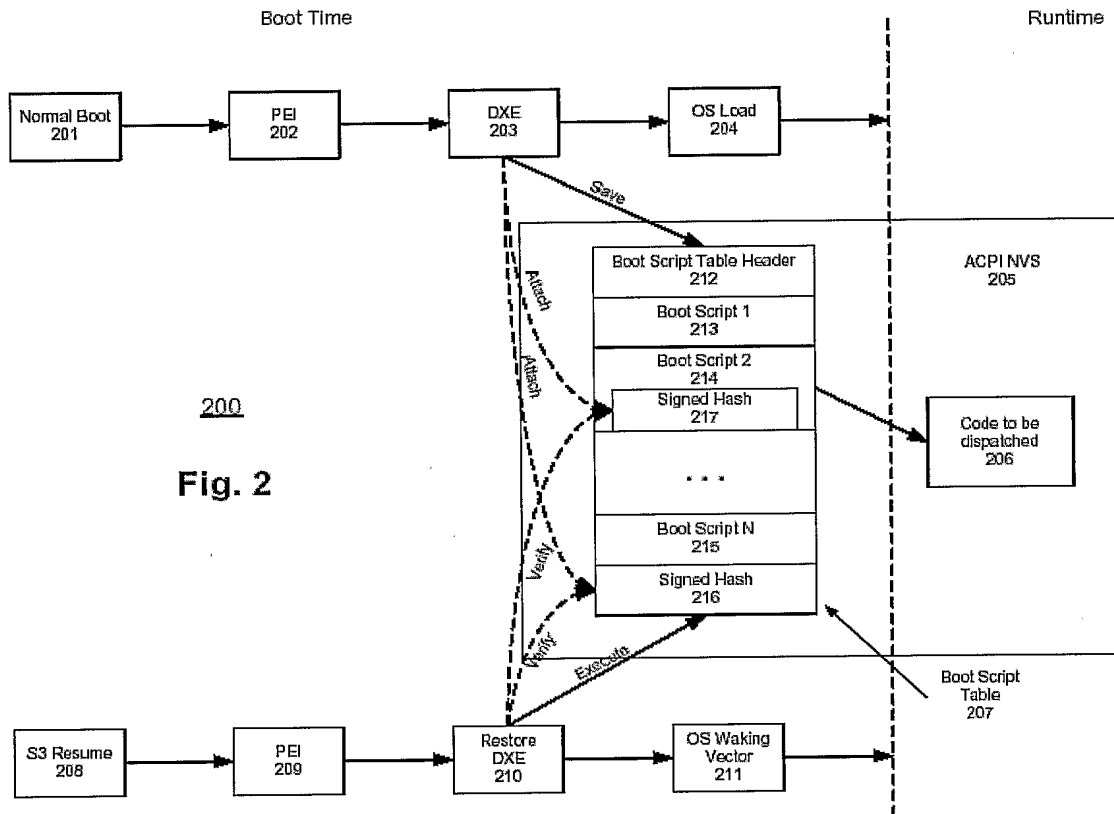 Boot Time
Runtime
Normal Boot
201
PEI
202
DXE
203
OS Load
204
Save
Boot Script Table Header
212
ACPI NVS
205
Attach
Boot Script 1
213
Attach
Boot Script 2
214
Signed Hash
217
200
Code to be
dispatched
206
Fig. 2
. . .
Boot Script N
215
Verify
Signed Hash
216
Verify
Execute
Boot Script
Table
207
S3 Resume
208
PEI
209
Restore
DXE
210
OS Waking
Vector
211